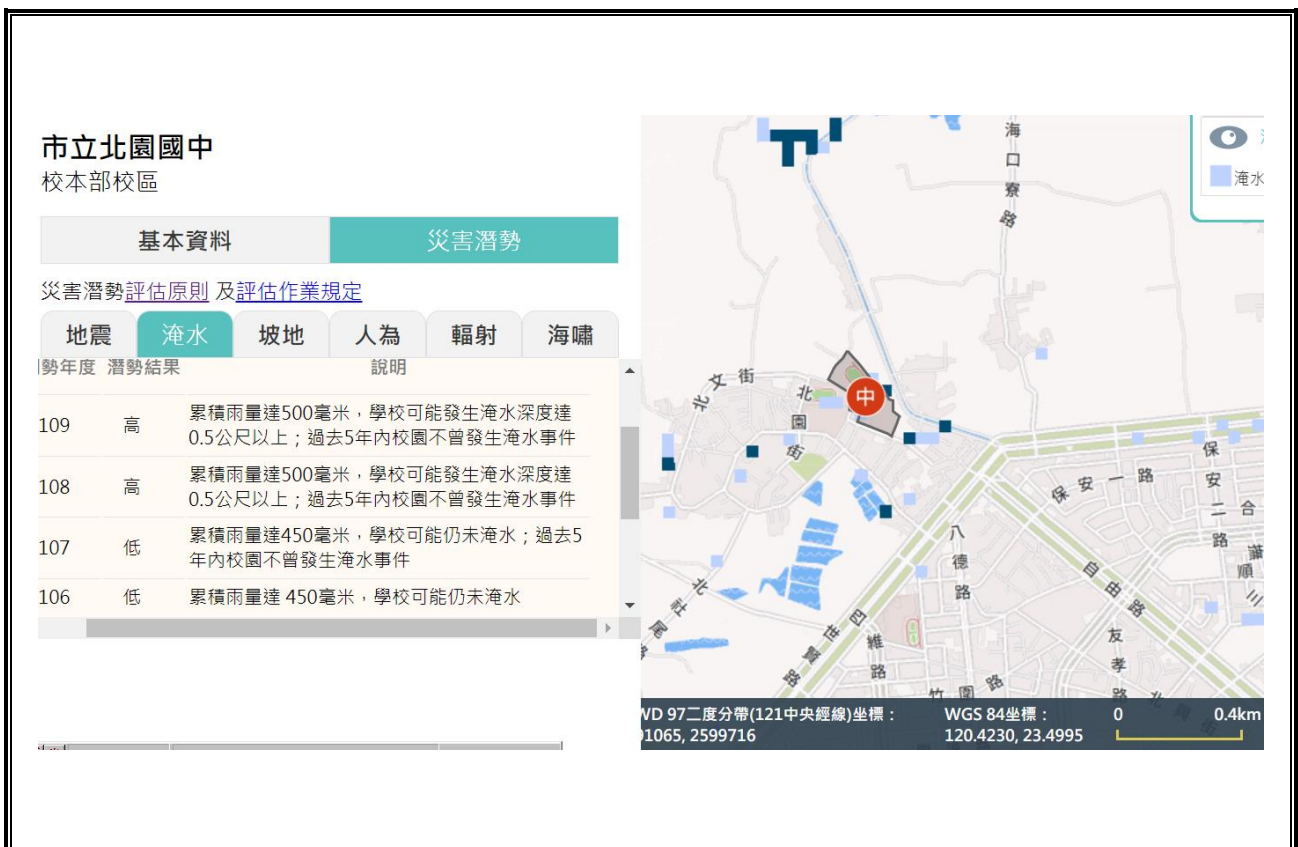 市立北園國中
校本部校區
基本資料 災害潛勢
災害潛勢評估原則 及評估作業規定
地震 淹水 坡地 人為 輻射 海嘯
勢年度 潛勢結果 說明
109 高 累積雨量達500毫米，學校可能發生淹水深度達
0.5公尺以上；過去5年內校園不曾發生淹水事件
108 高 累積雨量達500毫米，學校可能發生淹水深度達
0.5公尺以上；過去5年內校園不曾發生淹水事件
107 低 累積雨量達450毫米，學校可能仍未淹水；過去5
年內校園不曾發生淹水事件
106 低 累積雨量達 450毫米，學校可能仍未淹水
淹水
海口寮路
北文街
北園街
中
保安一路
保安二路
八德路
自由路
友孝路
世賢路
四維路
竹園路
北社尾路
北興街
WD 97二度分帶(121中央經線)坐標：
91065, 2599716
WGS 84坐標：
120.4230, 23.4995
0 0.4km